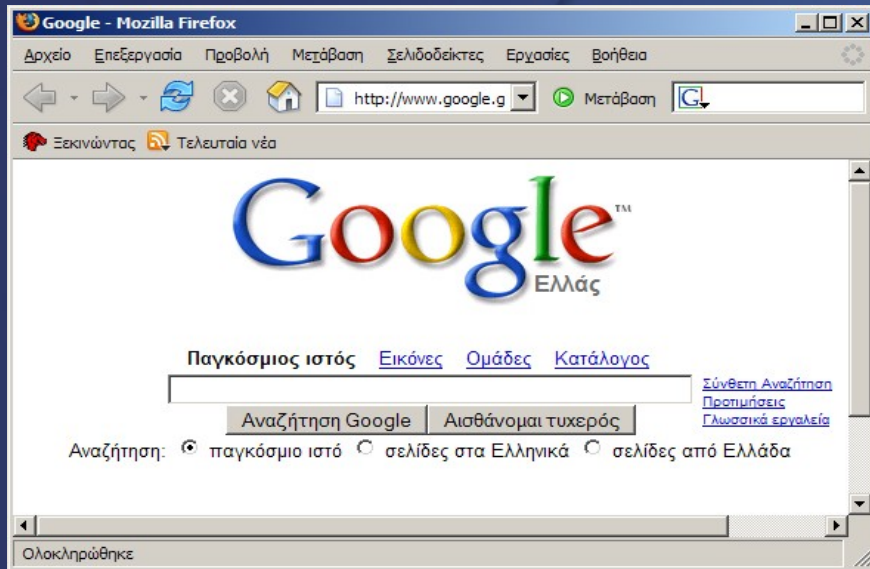 Google - Mozilla Firefox
Αρχείο Επεξεργασία Προβολή Μετάβαση Σελιδοδείκτες Εργασίες Βοήθεια
http://www.google.g Μετάβαση G
Ξεκινώντας Τελευταία νέα
Google™
Ελλάς
Παγκόσμιος ιστός Εικόνες Ομάδες Κατάλογος
Σύνθετη Αναζήτηση
Προτιμήσεις
Γλωσσικά εργαλεία
Αναζήτηση Google Αισθάνομαι τυχερός
Αναζήτηση: παγκόσμιο ιστό σελίδες στα Ελληνικά σελίδες από Ελλάδα
Ολοκληρώθηκε